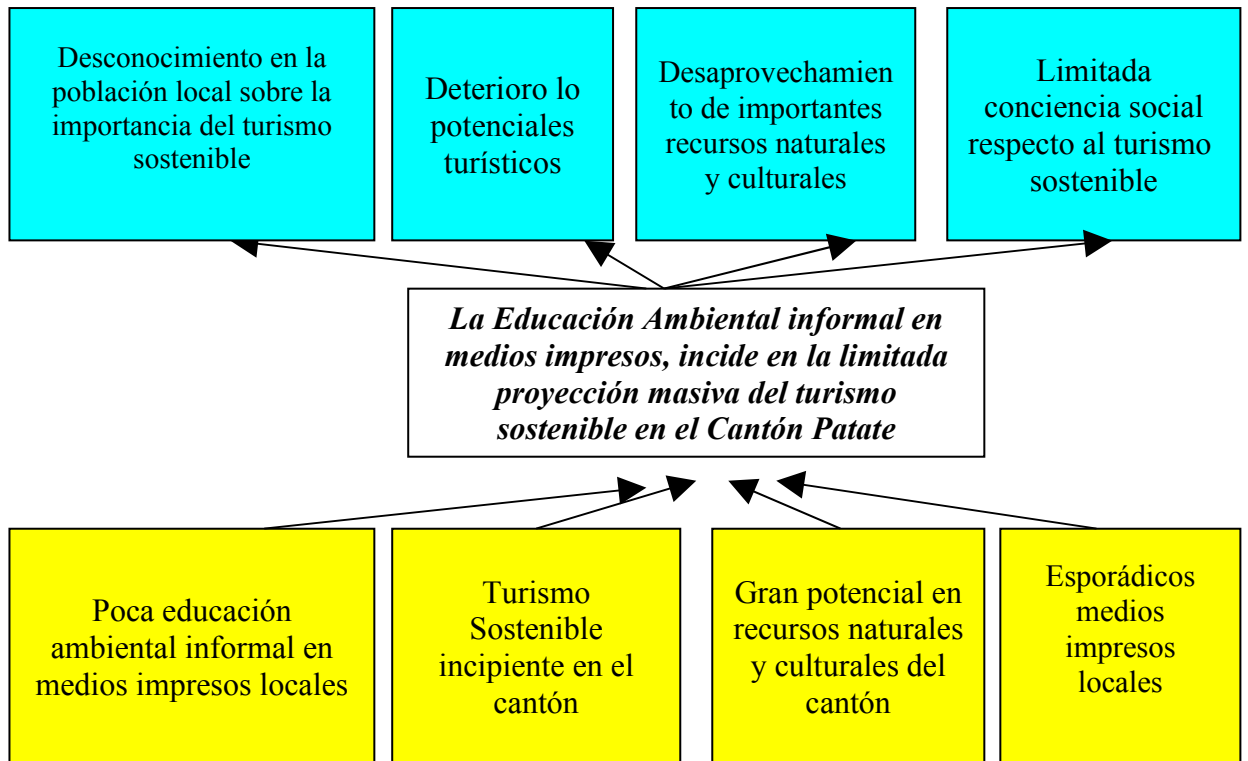 Desconocimiento en la
población local sobre la
importancia del turismo
sostenible
Deterioro lo
potenciales
turísticos
Desaprovechamien
to de importantes
recursos naturales
y culturales
Limitada
conciencia social
respecto al turismo
sostenible
La Educación Ambiental informal en
medios impresos, incide en la limitada
proyección masiva del turismo
sostenible en el Cantón Patate
Poca educación
ambiental informal en
medios impresos locales
Turismo
Sostenible
incipiente en el
cantón
Gran potencial en
recursos naturales
y culturales del
cantón
Esporádicos
medios
impresos
locales